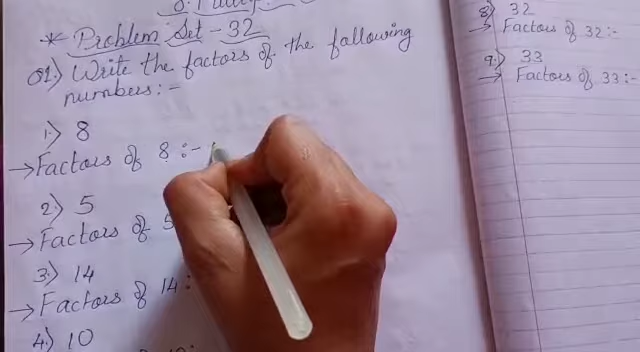 * Problem Set - 32
Q1.) Write the factors of the following
numbers:-
1.) 8
→ Factors of 8 :-
2.) 5
→ Factors of 5
3.) 14
→ Factors of 14:
4.) 10
8.) 32
→ Factors of 32 :-
9.) 33
→ Factors of 33 :-